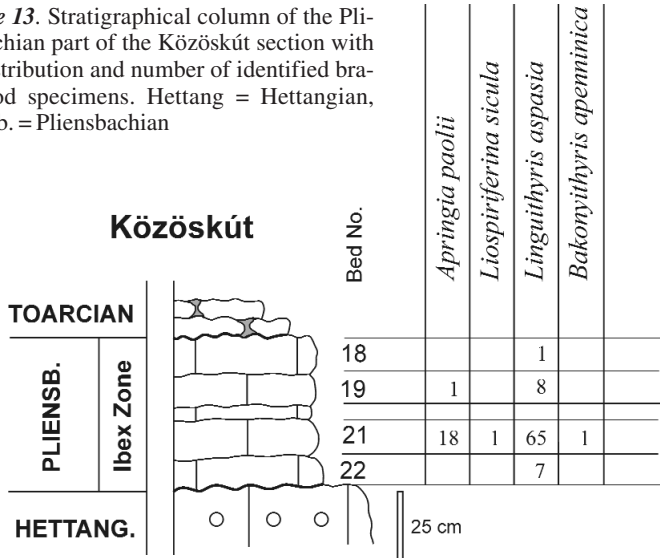 e 13. Stratigraphical column of the Pli-
chian part of the Közöskút section with
tribution and number of identified bra-
od specimens. Hettang = Hettangian,
b. = Pliensbachian
Közöskút
Bed No.
Apringia paolii
Liospiriferina sicula
Linguithyris aspasia
Bakonyithyris apenninica
TOARCIAN
PLIENSB.
Ibex Zone
18 1
19 1 8
21 18 1 65 1
22 7
HETTANG.
25 cm